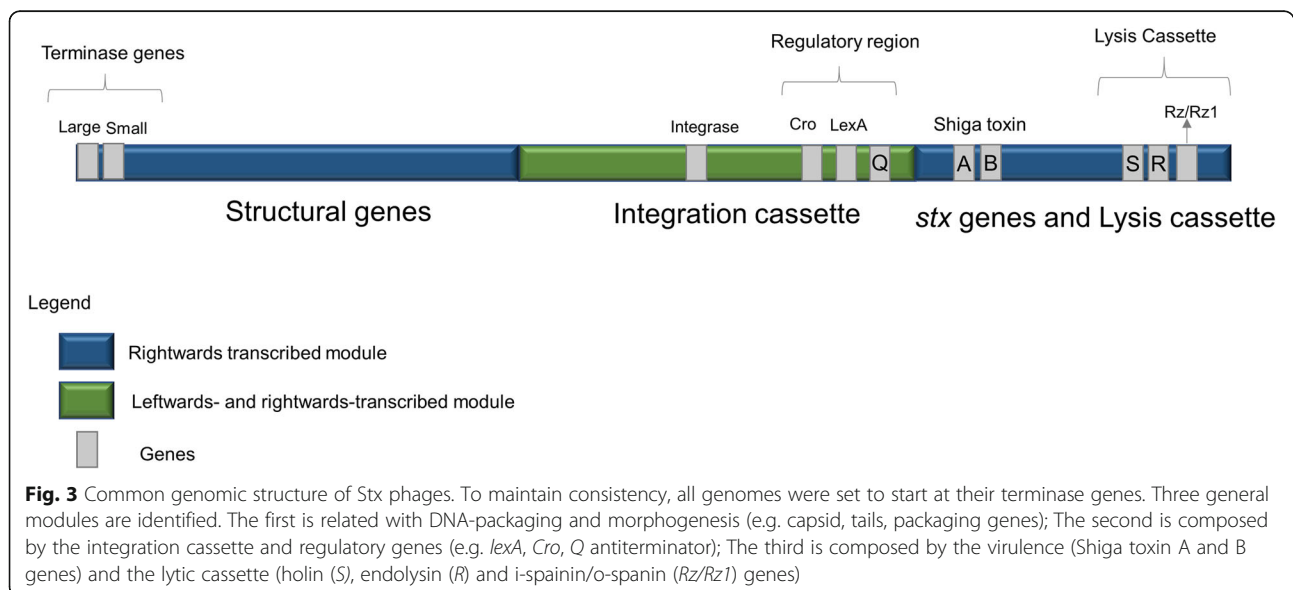 Terminase genes
Regulatory region
Lysis Cassette
Large Small
Integrase
Cro
LexA
Shiga toxin
Rz/Rz1
Q
A B
S R
Structural genes
Integration cassette
stx genes and Lysis cassette
Legend
Rightwards transcribed module
Leftwards- and rightwards-transcribed module
Genes
Fig. 3 Common genomic structure of Stx phages. To maintain consistency, all genomes were set to start at their terminase genes. Three general
modules are identified. The first is related with DNA-packaging and morphogenesis (e.g. capsid, tails, packaging genes); The second is composed
by the integration cassette and regulatory genes (e.g. lexA, Cro, Q antiterminator); The third is composed by the virulence (Shiga toxin A and B
genes) and the lytic cassette (holin (S), endolysin (R) and i-spainin/o-spanin (Rz/Rz1) genes)